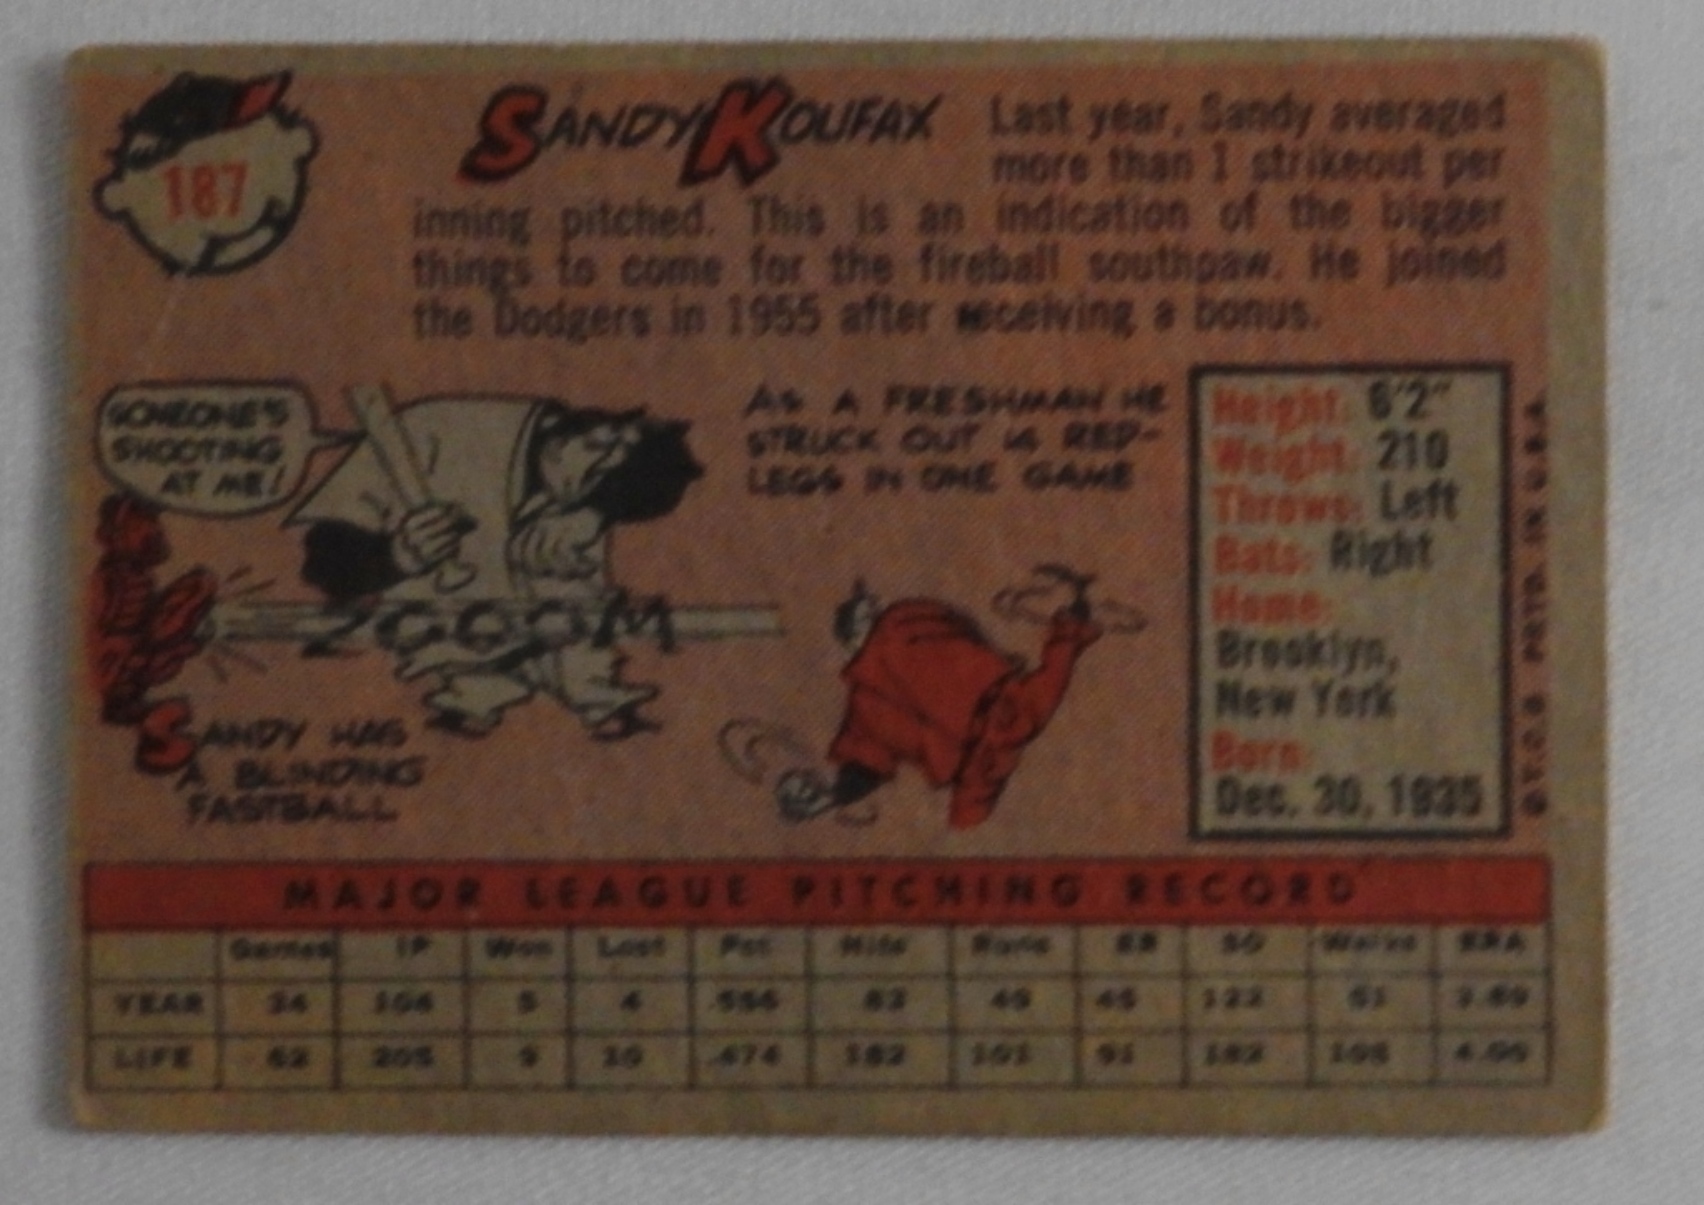 187
SANDY KOUFAX
Last year, Sandy averaged
more than 1 strikeout per
inning pitched. This is an indication of the bigger
things to come for the fireball southpaw. He joined
the Dodgers in 1955 after receiving a bonus.
SOMEONE'S
SHOOTING
AT ME!
AS A FRESHMAN HE
STRUCK OUT 14 RED-
LEGS IN ONE GAME
ZOOOOM
SANDY HAS
A BLINDING
FASTBALL
Height: 6'2"
Weight: 210
Throws: Left
Bats: Right
Home:
Brooklyn,
New York
Born:
Dec. 30, 1935
© T.C.G. PRTD. IN U.S.A.
MAJOR LEAGUE PITCHING RECORD
Games IP Won Lost Pct Hits Runs ER SO Walks ERA
YEAR 34 104 5 4 .556 83 49 45 122 51 3.89
LIFE 62 205 9 10 .474 182 101 91 182 108 4.00